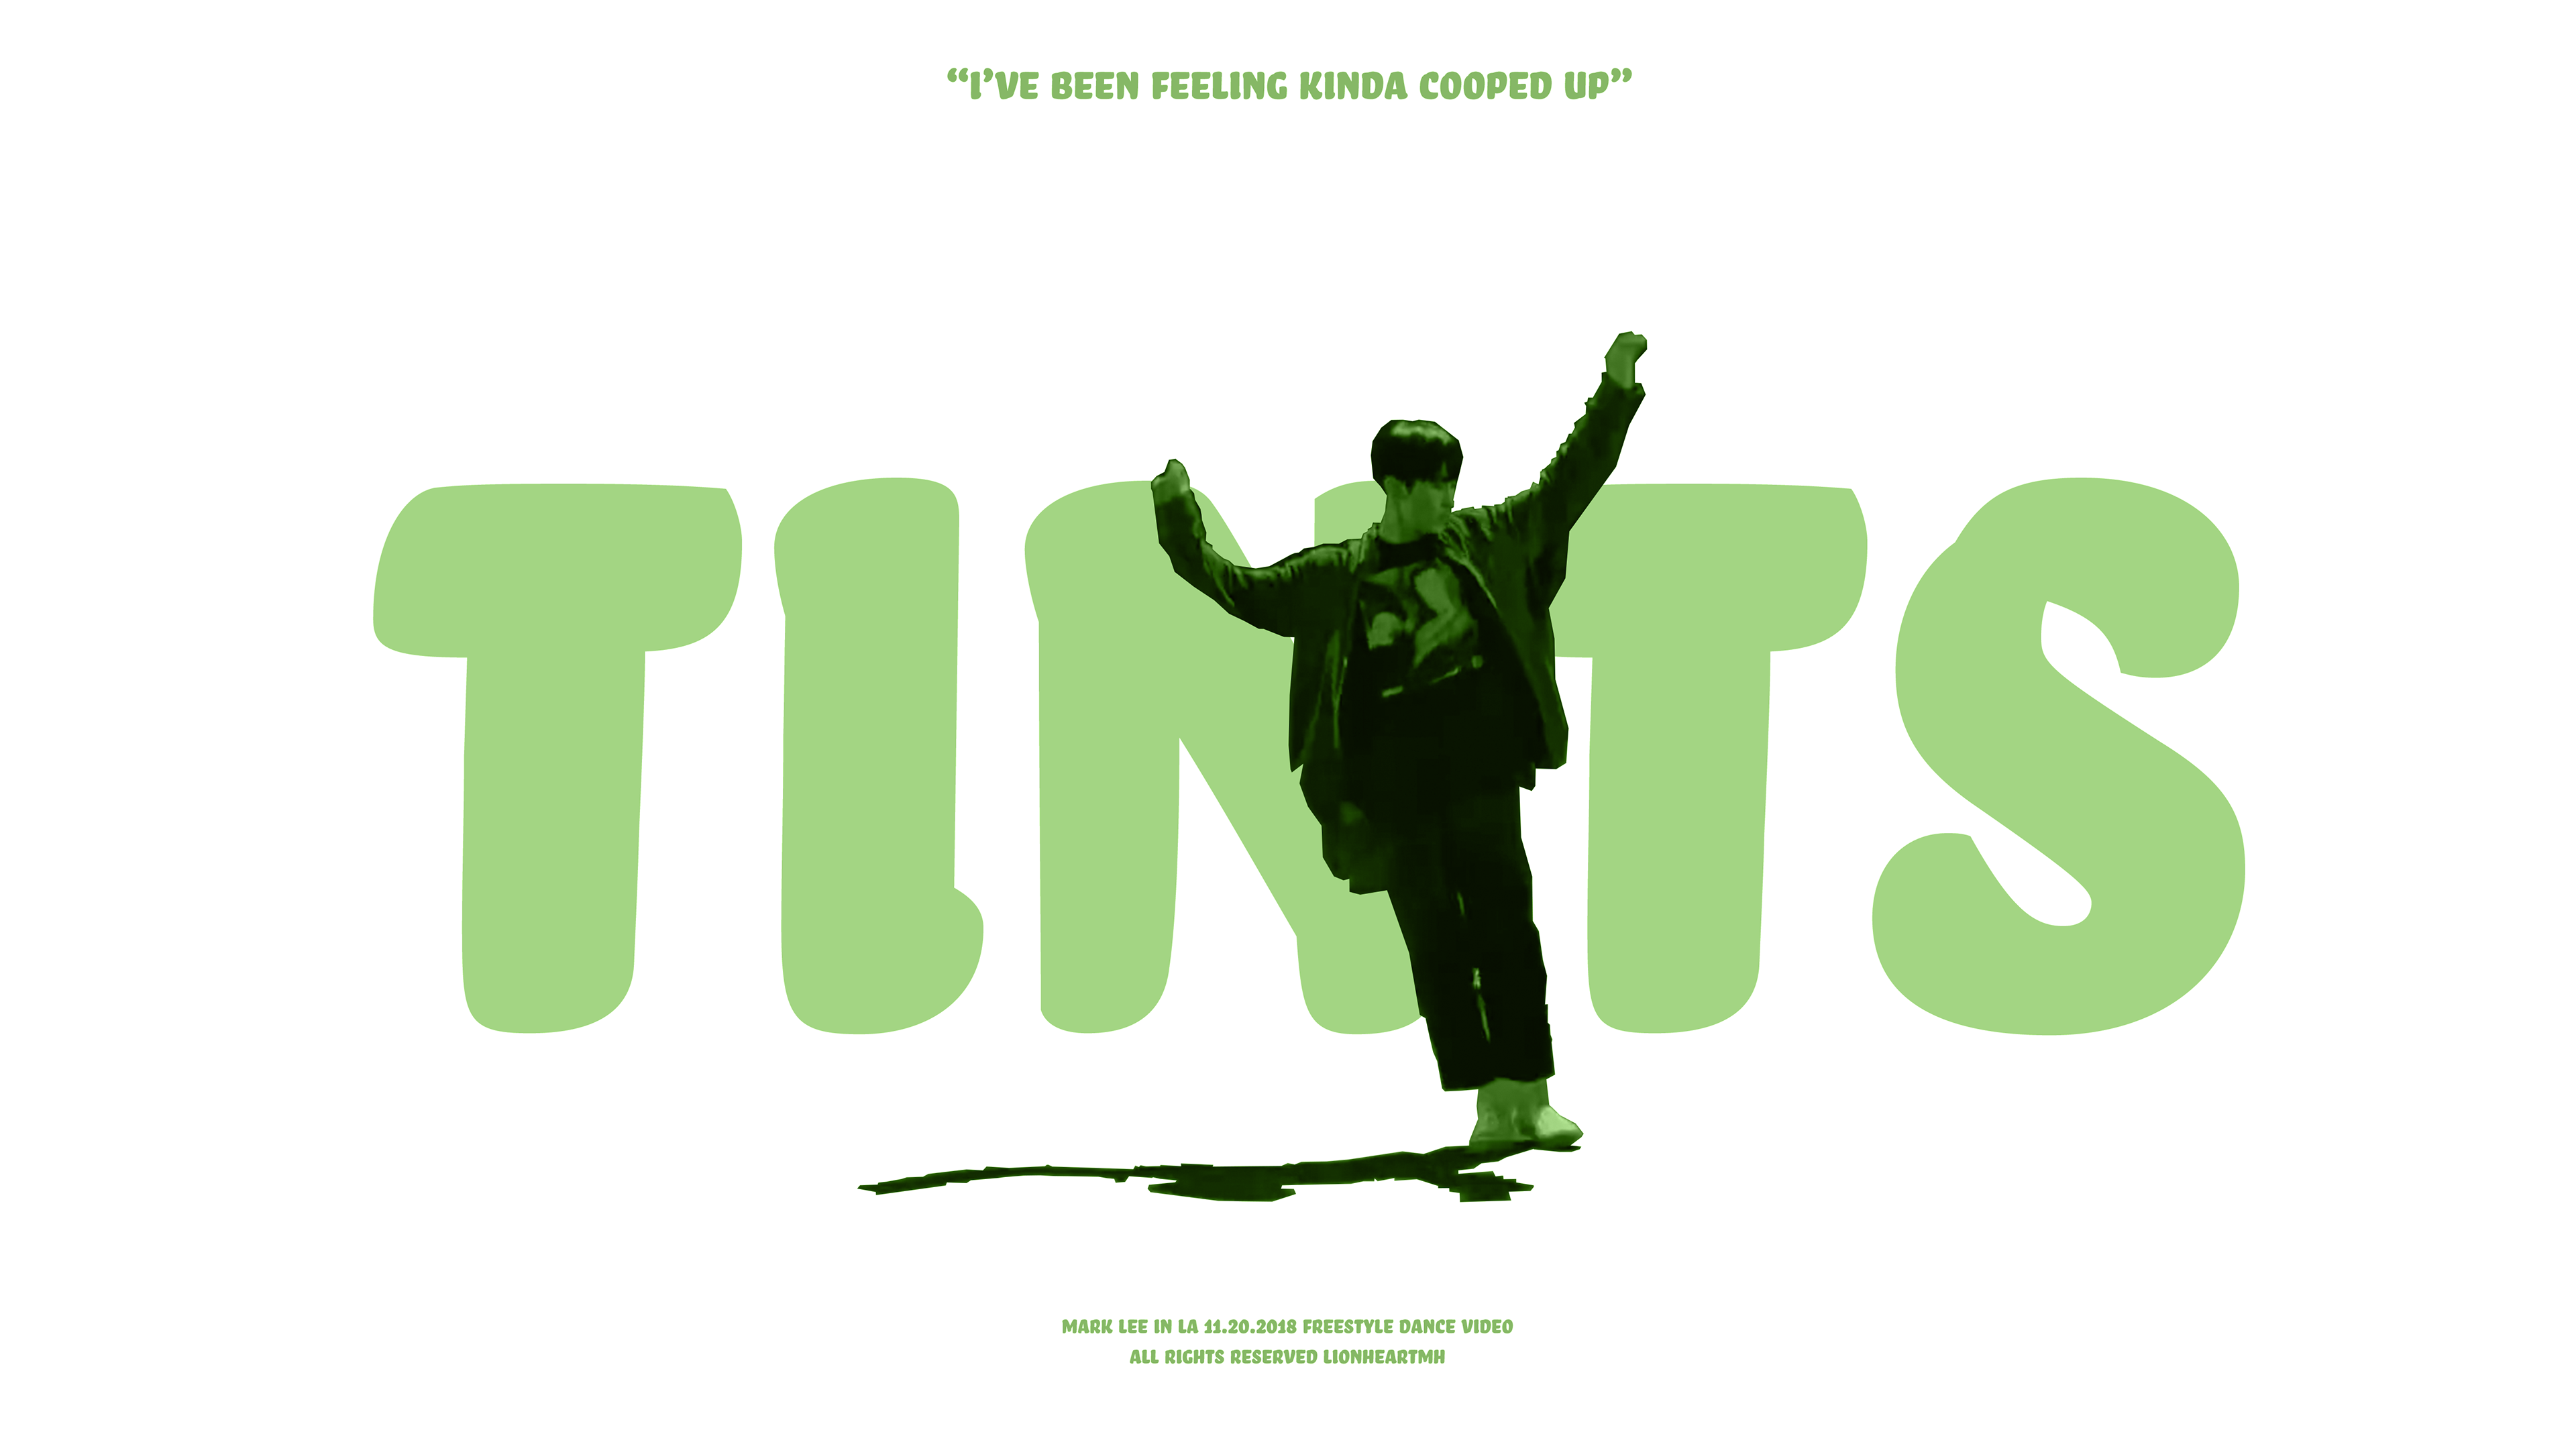 “I’VE BEEN FEELING KINDA COOPED UP”
TINTS
MARK LEE IN LA 11.20.2018 FREESTYLE DANCE VIDEO
ALL RIGHTS RESERVED LIONHEARTMH